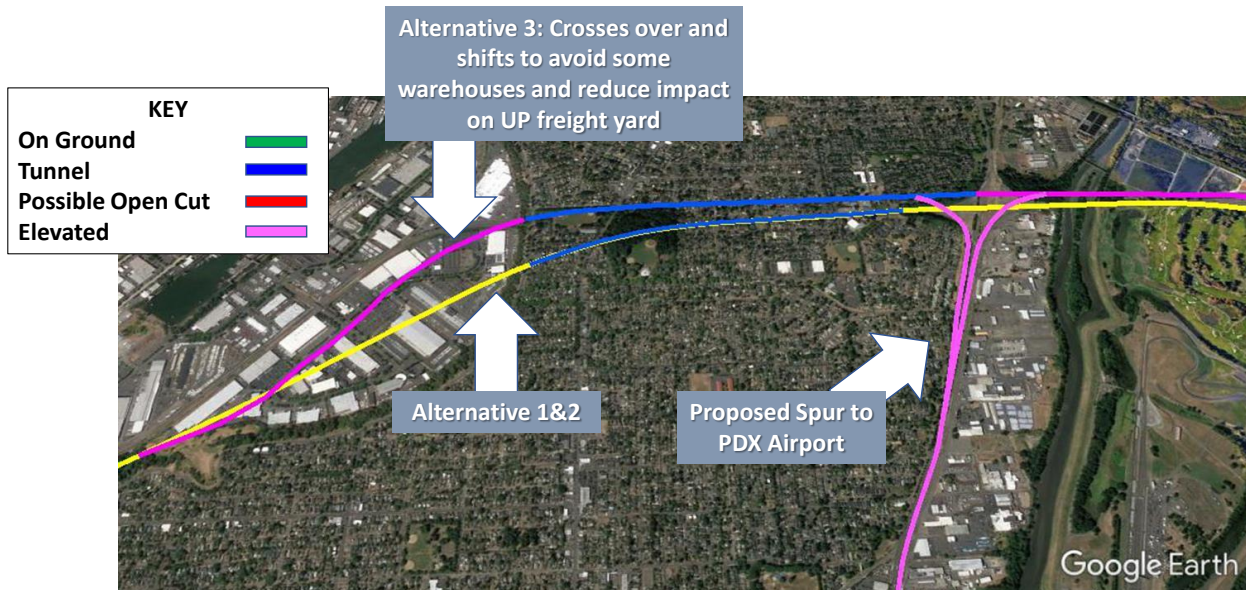 Alternative 3: Crosses over and
shifts to avoid some
warehouses and reduce impact
on UP freight yard
KEY
On Ground
Tunnel
Possible Open Cut
Elevated
Alternative 1&2
Proposed Spur to
PDX Airport
Google Earth